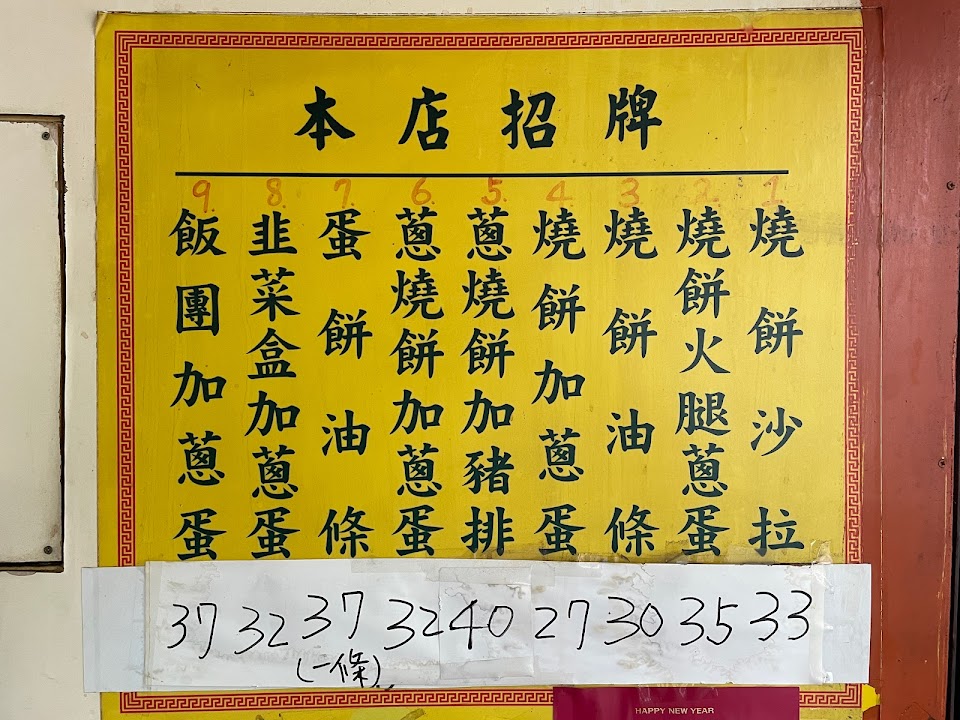 本店招牌
1 燒餅沙拉 33
2. 燒餅火腿蔥蛋 35
3 燒餅油條 30
4 燒餅加蔥蛋 27
5. 蔥燒餅加豬排 40
6. 蔥燒餅加蔥蛋 32
7. 蛋餅油條 37 (一條)
8. 韭菜盒加蔥蛋 32
9. 飯團加蔥蛋 37
HAPPY NEW YEAR